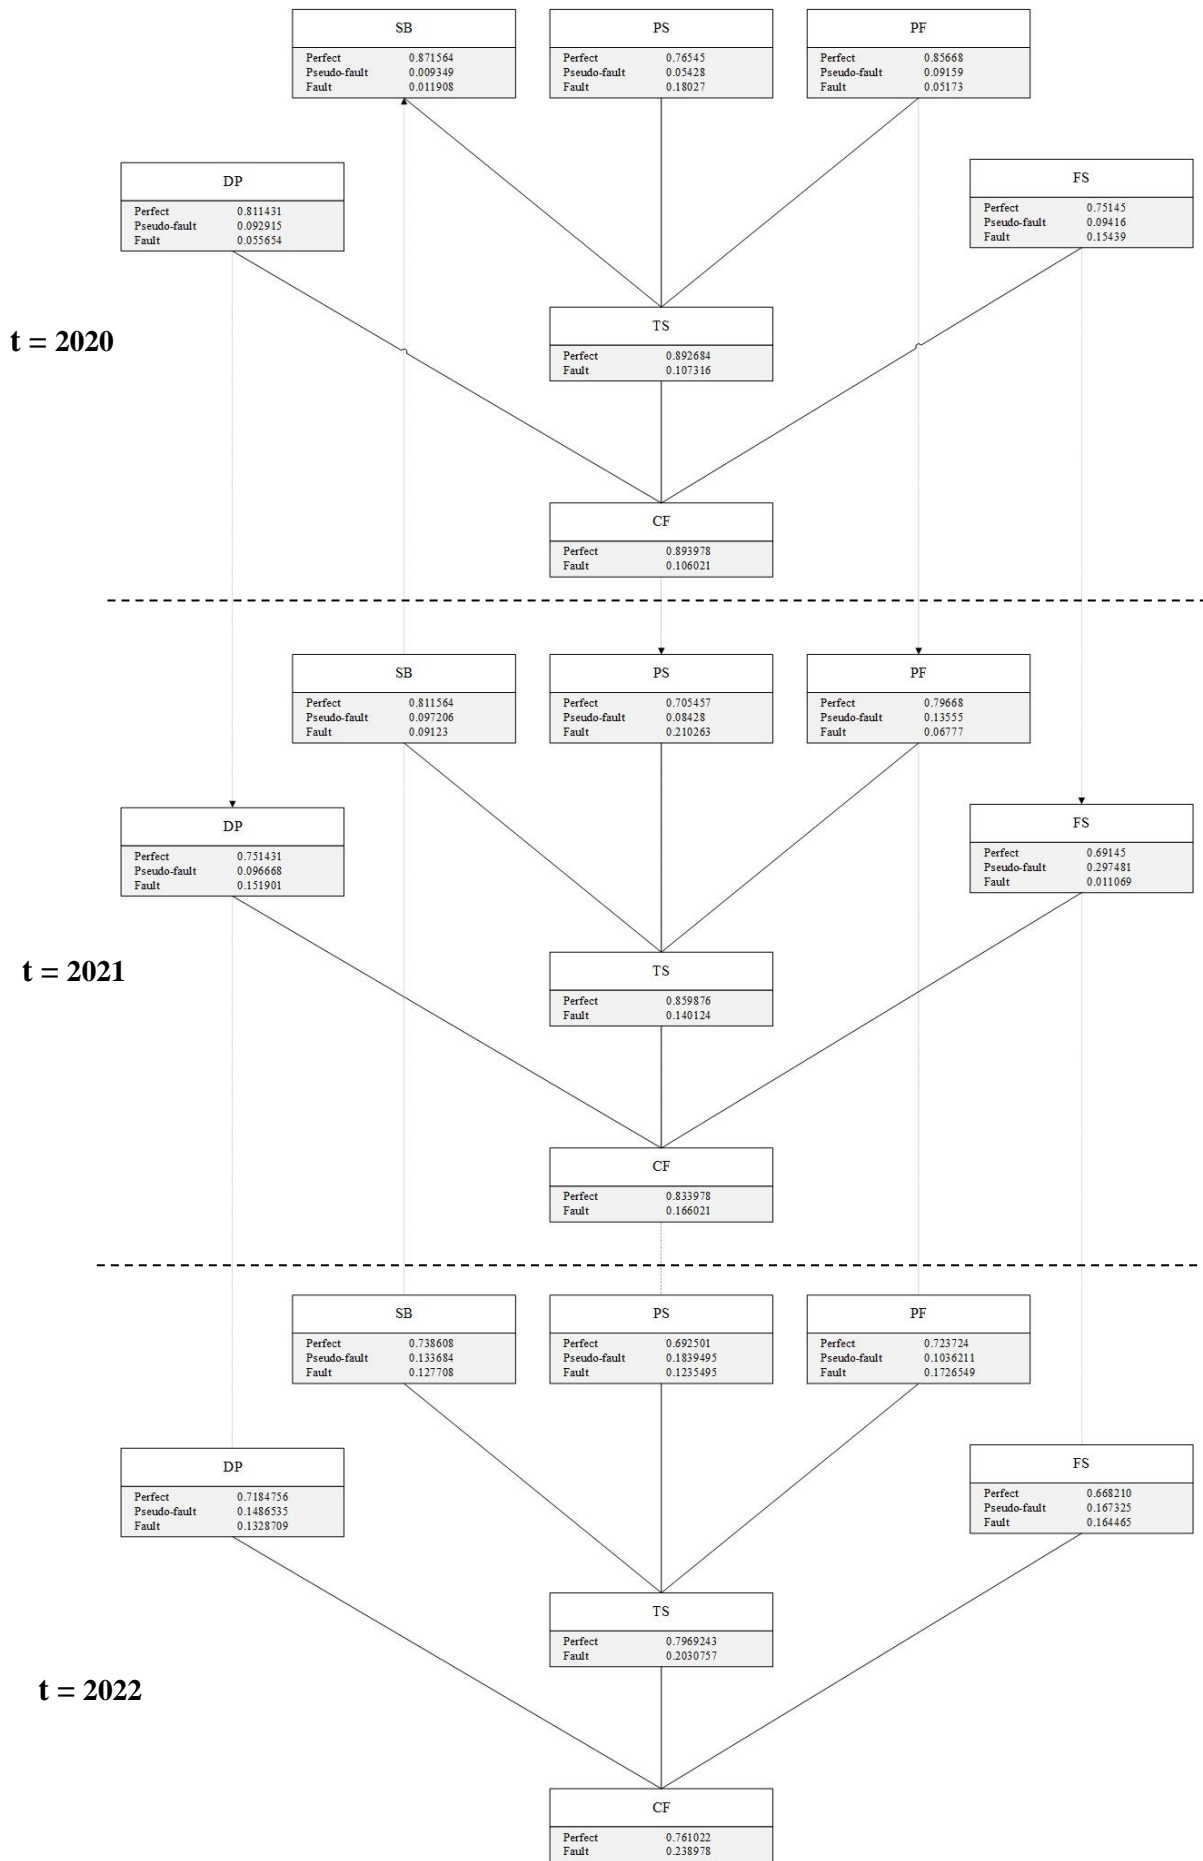 SB
Perfect 0.871564
Pseudo-fault 0.009349
Fault 0.011908
PS
Perfect 0.76545
Pseudo-fault 0.05428
Fault 0.18027
PF
Perfect 0.85668
Pseudo-fault 0.09159
Fault 0.05173
DP
Perfect 0.811431
Pseudo-fault 0.092915
Fault 0.055654
FS
Perfect 0.75145
Pseudo-fault 0.09416
Fault 0.15439
t = 2020
TS
Perfect 0.892684
Fault 0.107316
CF
Perfect 0.893978
Fault 0.106021
SB
Perfect 0.811564
Pseudo-fault 0.097206
Fault 0.09123
PS
Perfect 0.705457
Pseudo-fault 0.08428
Fault 0.210263
PF
Perfect 0.79668
Pseudo-fault 0.13555
Fault 0.06777
DP
Perfect 0.751431
Pseudo-fault 0.096668
Fault 0.151901
FS
Perfect 0.69145
Pseudo-fault 0.297481
Fault 0.011069
t = 2021
TS
Perfect 0.859876
Fault 0.140124
CF
Perfect 0.833978
Fault 0.166021
SB
Perfect 0.738608
Pseudo-fault 0.133684
Fault 0.127708
PS
Perfect 0.692501
Pseudo-fault 0.1839495
Fault 0.1235495
PF
Perfect 0.723724
Pseudo-fault 0.1036211
Fault 0.1726549
DP
Perfect 0.7184756
Pseudo-fault 0.1486535
Fault 0.1328709
FS
Perfect 0.668210
Pseudo-fault 0.167325
Fault 0.164465
t = 2022
TS
Perfect 0.7969243
Fault 0.2030757
CF
Perfect 0.761022
Fault 0.238978